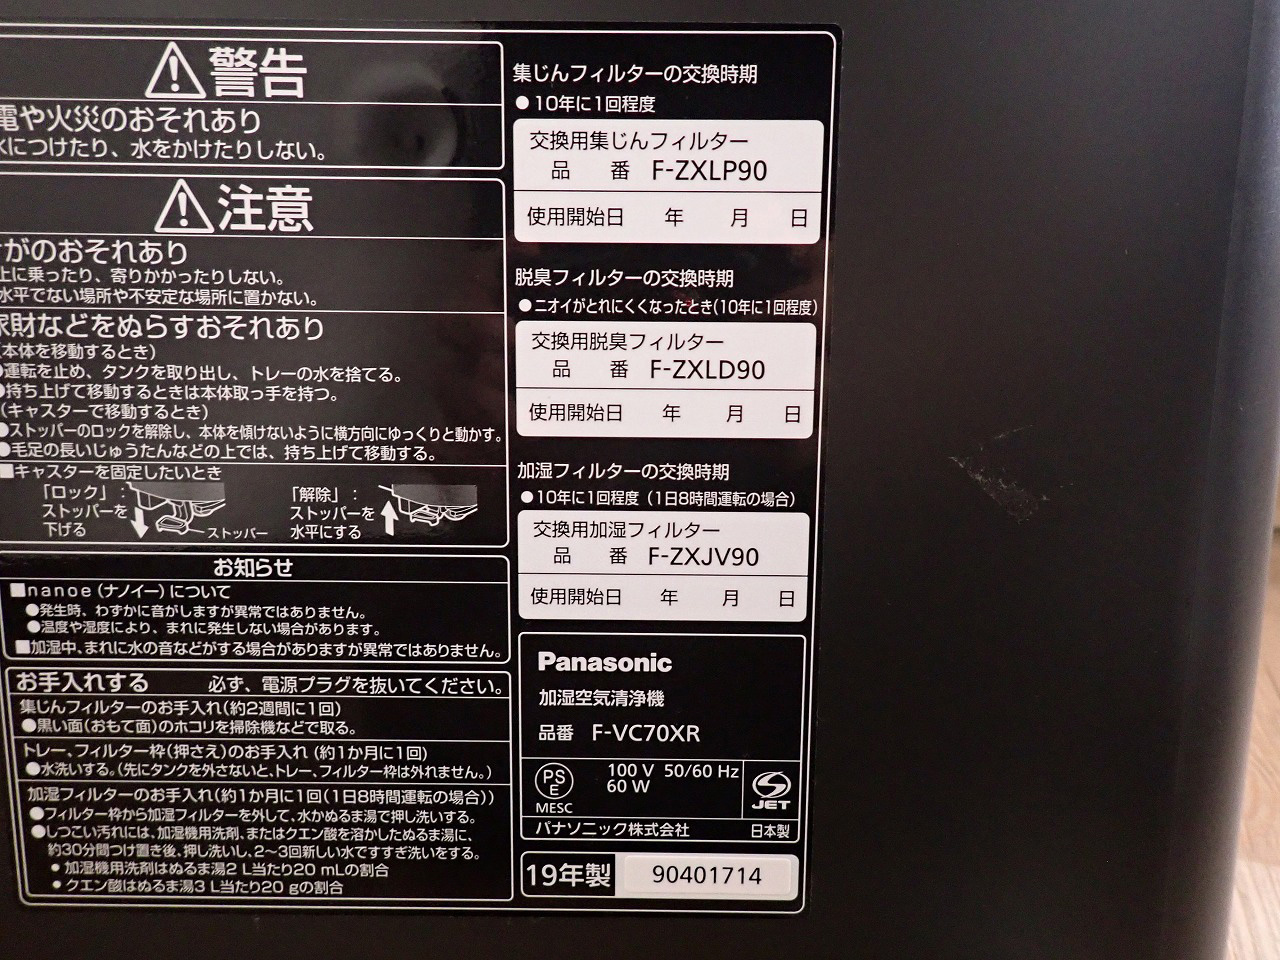 警告
電や火災のおそれあり
につけたり、水をかけたりしない。
注意
がのおそれあり
上に乗ったり、寄りかかったりしない。
水平でない場所や不安定な場所に置かない。
家財などをぬらすおそれあり
(本体を移動するとき)
●運転を止め、タンクを取り出し、トレーの水を捨てる。
●持ち上げて移動するときは本体取っ手を持つ。
(キャスターで移動するとき)
●ストッパーのロックを解除し、本体を傾けないように横方向にゆっくりと動かす。
●毛足の長いじゅうたんなどの上では、持ち上げて移動する。
■キャスターを固定したいとき
「ロック」:
ストッパーを
下げる
ストッパー
「解除」:
ストッパーを
水平にする
お知らせ
■nanoe(ナノイー)について
●発生時、わずかに音がしますが異常ではありません。
●温度や湿度により、まれに発生しない場合があります。
■加湿中、まれに水の音などがする場合がありますが異常ではありません。
お手入れする 必ず、電源プラグを抜いてください。
集じんフィルターのお手入れ(約2週間に1回)
●黒い面(おもて面)のホコリを掃除機などで取る。
トレー、フィルター枠(押さえ)のお手入れ(約1か月に1回)
●水洗いする。(先にタンクを外さないと、トレー、フィルター枠は外れません。)
加湿フィルターのお手入れ(約1か月に1回(1日8時間運転の場合))
●フィルター枠から加湿フィルターを外して、水かぬるま湯で押し洗いする。
●しつこい汚れには、加湿機用洗剤、またはクエン酸を溶かしたぬるま湯に、
約30分間つけ置き後、押し洗いし、2～3回新しい水ですすぎ洗いをする。
• 加湿機用洗剤はぬるま湯2 L当たり20 mLの割合
• クエン酸はぬるま湯3 L当たり20 gの割合
集じんフィルターの交換時期
●10年に1回程度
交換用集じんフィルター
品番 F-ZXLP90
使用開始日 年 月 日
脱臭フィルターの交換時期
●ニオイがとれにくくなったとき(10年に1回程度)
交換用脱臭フィルター
品番 F-ZXLD90
使用開始日 年 月 日
加湿フィルターの交換時期
●10年に1回程度(1日8時間運転の場合)
交換用加湿フィルター
品番 F-ZXJV90
使用開始日 年 月 日
Panasonic
加湿空気清浄機
品番 F-VC70XR
PS
E
MESC
100 V 50/60 Hz
60 W
S
JET
パナソニック株式会社 日本製
19年製 90401714